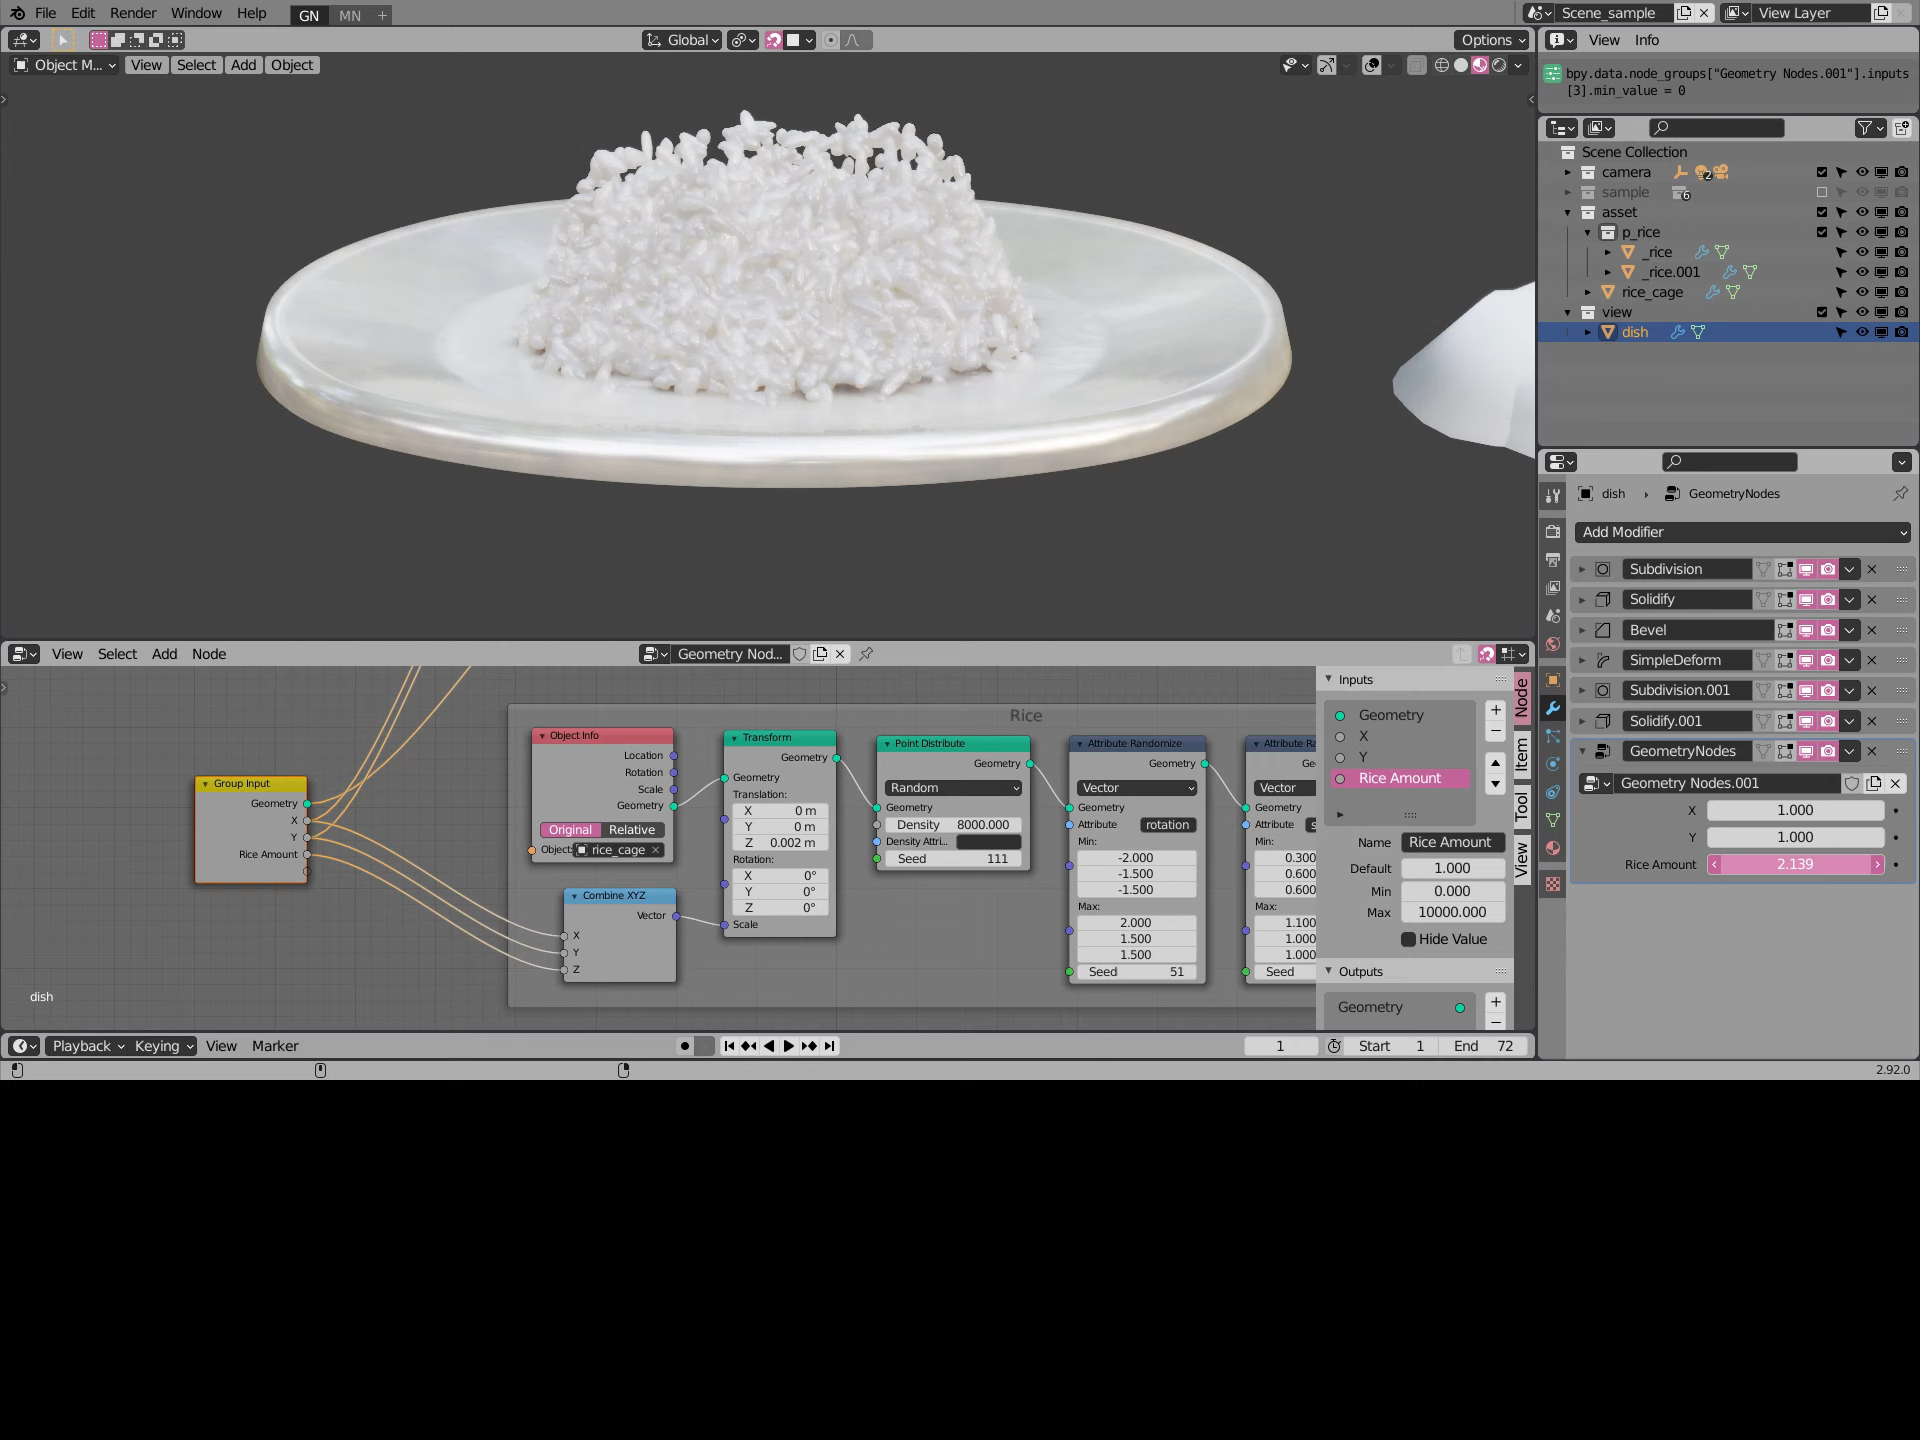 File Edit Render Window Help GN MN +
Scene_sample
View Layer
Global
Options
View Info
Object M... View Select Add Object
bpy.data.node_groups["Geometry Nodes.001"].inputs
[3].min_value = 0
Scene Collection
camera 2
sample 6
asset
p_rice
_rice
_rice.001
rice_cage
view
dish
dish › GeometryNodes
Add Modifier
Subdivision
Solidify
Bevel
SimpleDeform
Subdivision.001
Solidify.001
GeometryNodes
Geometry Nodes.001
X 1.000
Y 1.000
Rice Amount 2.139
View Select Add Node
Geometry Nod...
Rice
Group Input
Geometry
X
Y
Rice Amount
Object Info
Location
Rotation
Scale
Geometry
Original Relative
Object: rice_cage
Combine XYZ
Vector
X
Y
Z
Transform
Geometry
Geometry
Translation:
X 0 m
Y 0 m
Z 0.002 m
Rotation:
X 0°
Y 0°
Z 0°
Scale
Point Distribute
Geometry
Random
Geometry
Density 8000.000
Density Attri...
Seed 111
Attribute Randomize
Geometry
Vector
Geometry
Attribute rotation
Min:
-2.000
-1.500
-1.500
Max:
2.000
1.500
1.500
Seed 51
Attribute Ra
Ge
Vector
Geometry
Attribute s
Min:
0.300
0.600
0.600
Max:
1.100
1.000
1.000
Seed
Inputs
Geometry
X
Y
Rice Amount
Name Rice Amount
Default 1.000
Min 0.000
Max 10000.000
Hide Value
Outputs
Geometry
Node
Item
Tool
View
dish
Playback Keying View Marker
1 Start 1 End 72
2.92.0